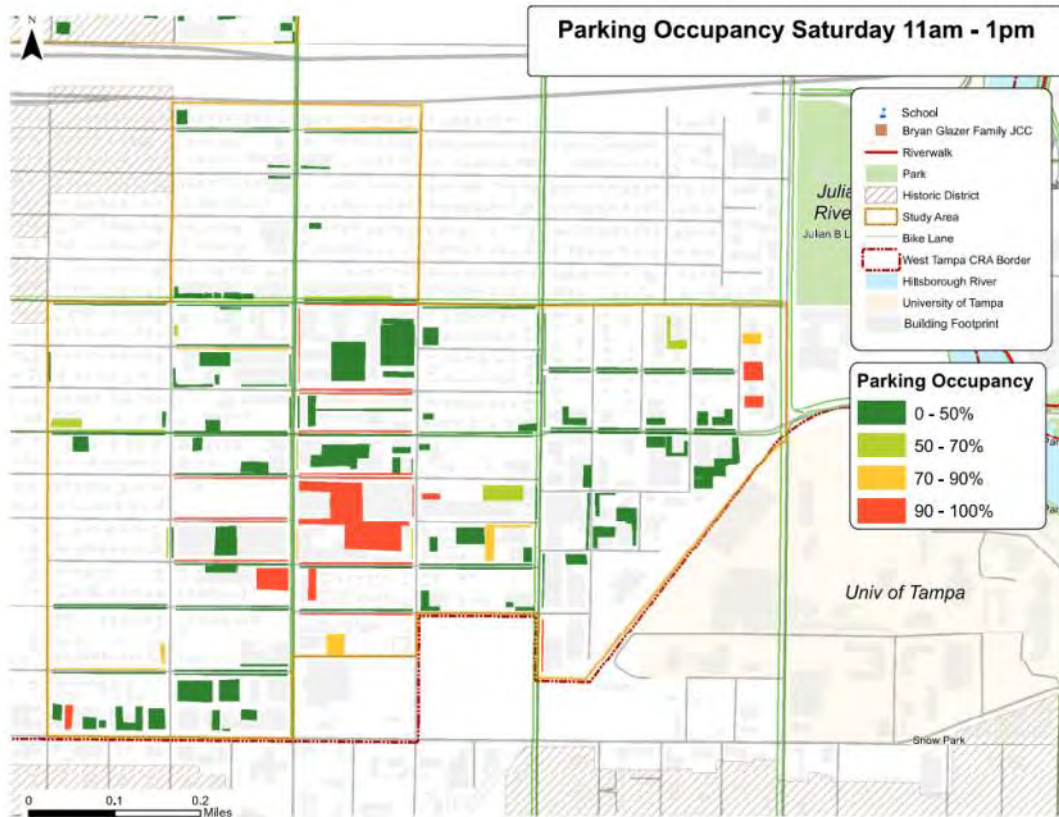 N
Parking Occupancy Saturday 11am - 1pm
School
Bryan Glazer Family JCC
Riverwalk
Park
Historic District
Study Area
Bike Lane
West Tampa CRA Border
Hillsborough River
University of Tampa
Building Footprint
Julia
Rive
Julian B L
Parking Occupancy
0 - 50%
50 - 70%
70 - 90%
90 - 100%
Univ of Tampa
Snow Park
0 0.1 0.2
Miles